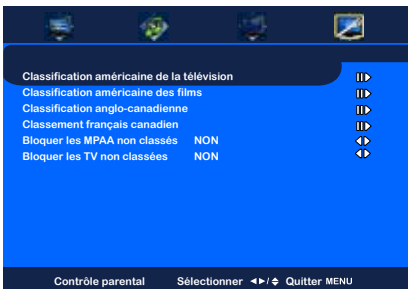 Classification américaine de la télévision
Classification américaine des films
Classification anglo-canadienne
Classement français canadien
Bloquer les MPAA non classés NON
Bloquer les TV non classées NON
Contrôle parental Sélectionner ◄►/♦ Quitter MENU